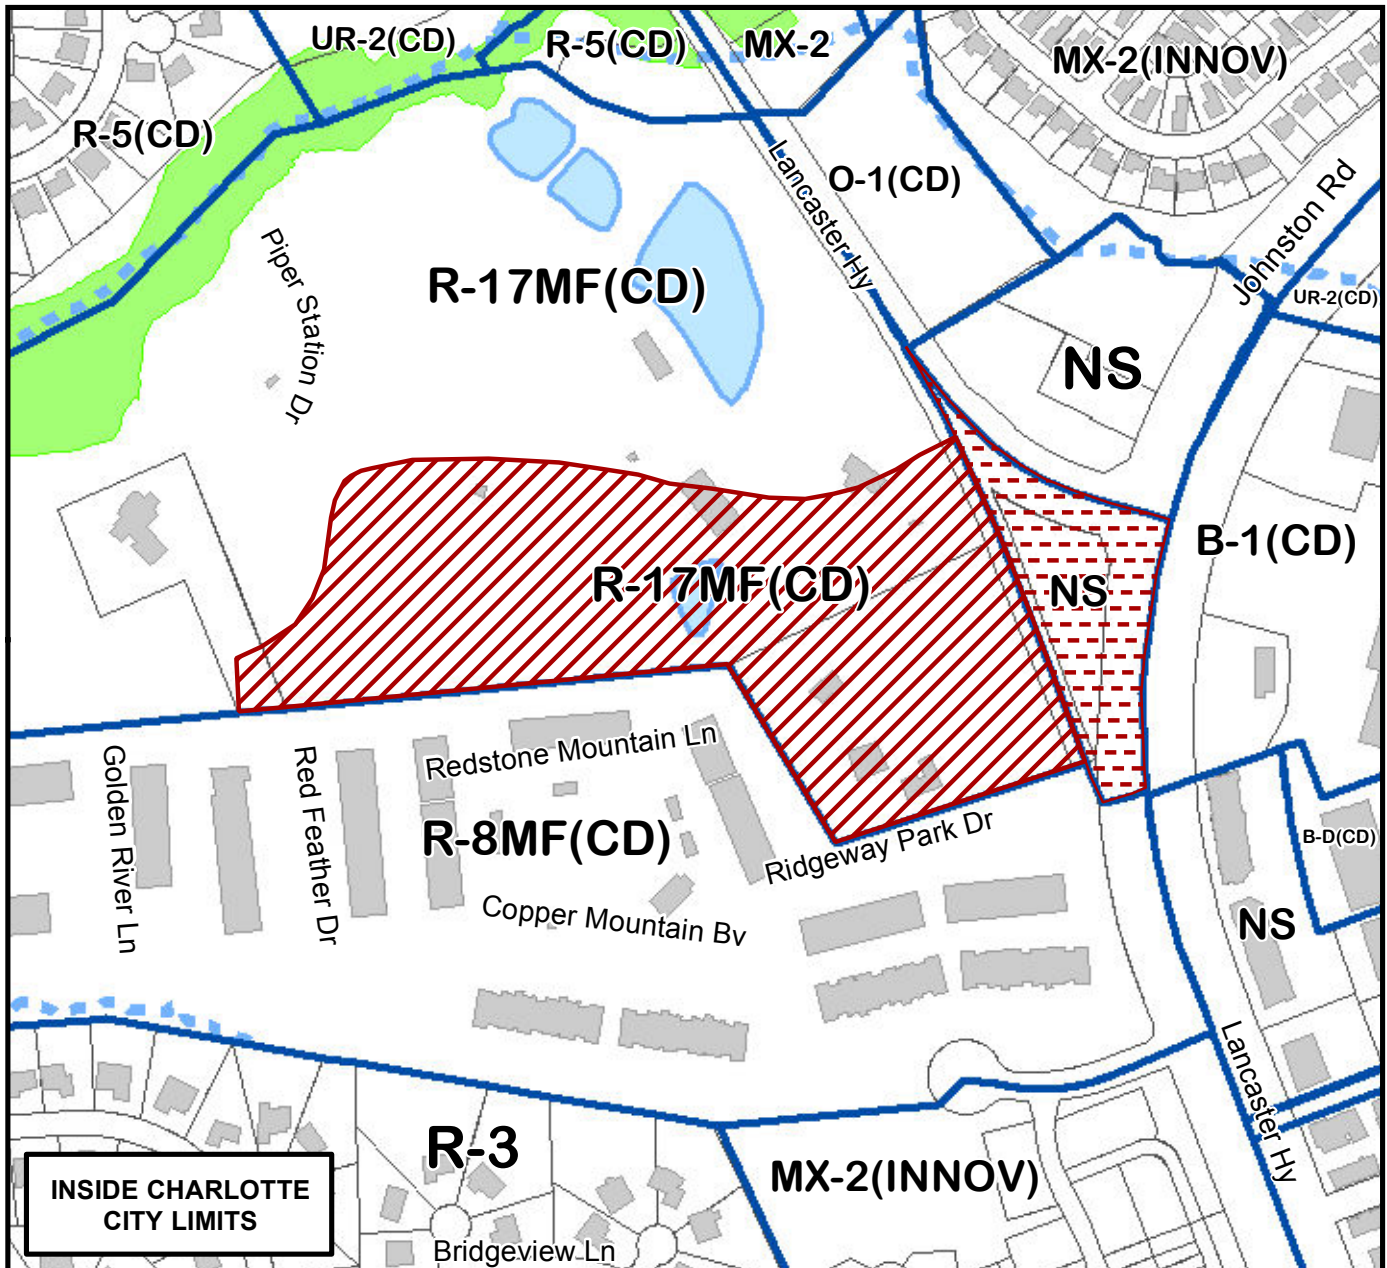 UR-2(CD)
R-5(CD)
MX-2
MX-2(INNOV)
R-5(CD)
Lancaster Hy
O-1(CD)
Johnston Rd
Piper Station Dr
R-17MF(CD)
UR-2(CD)
NS
B-1(CD)
R-17MF(CD)
NS
Golden River Ln
Red Feather Dr
Redstone Mountain Ln
R-8MF(CD)
Ridgeway Park Dr
B-D(CD)
Copper Mountain Bv
NS
Lancaster Hy
R-3
MX-2(INNOV)
INSIDE CHARLOTTE
CITY LIMITS
Bridgeview Ln